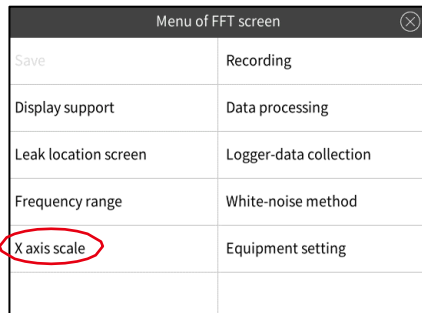 Menu of FFT screen
Save
Recording
Display support
Data processing
Leak location screen
Logger-data collection
Frequency range
White-noise method
X axis scale
Equipment setting